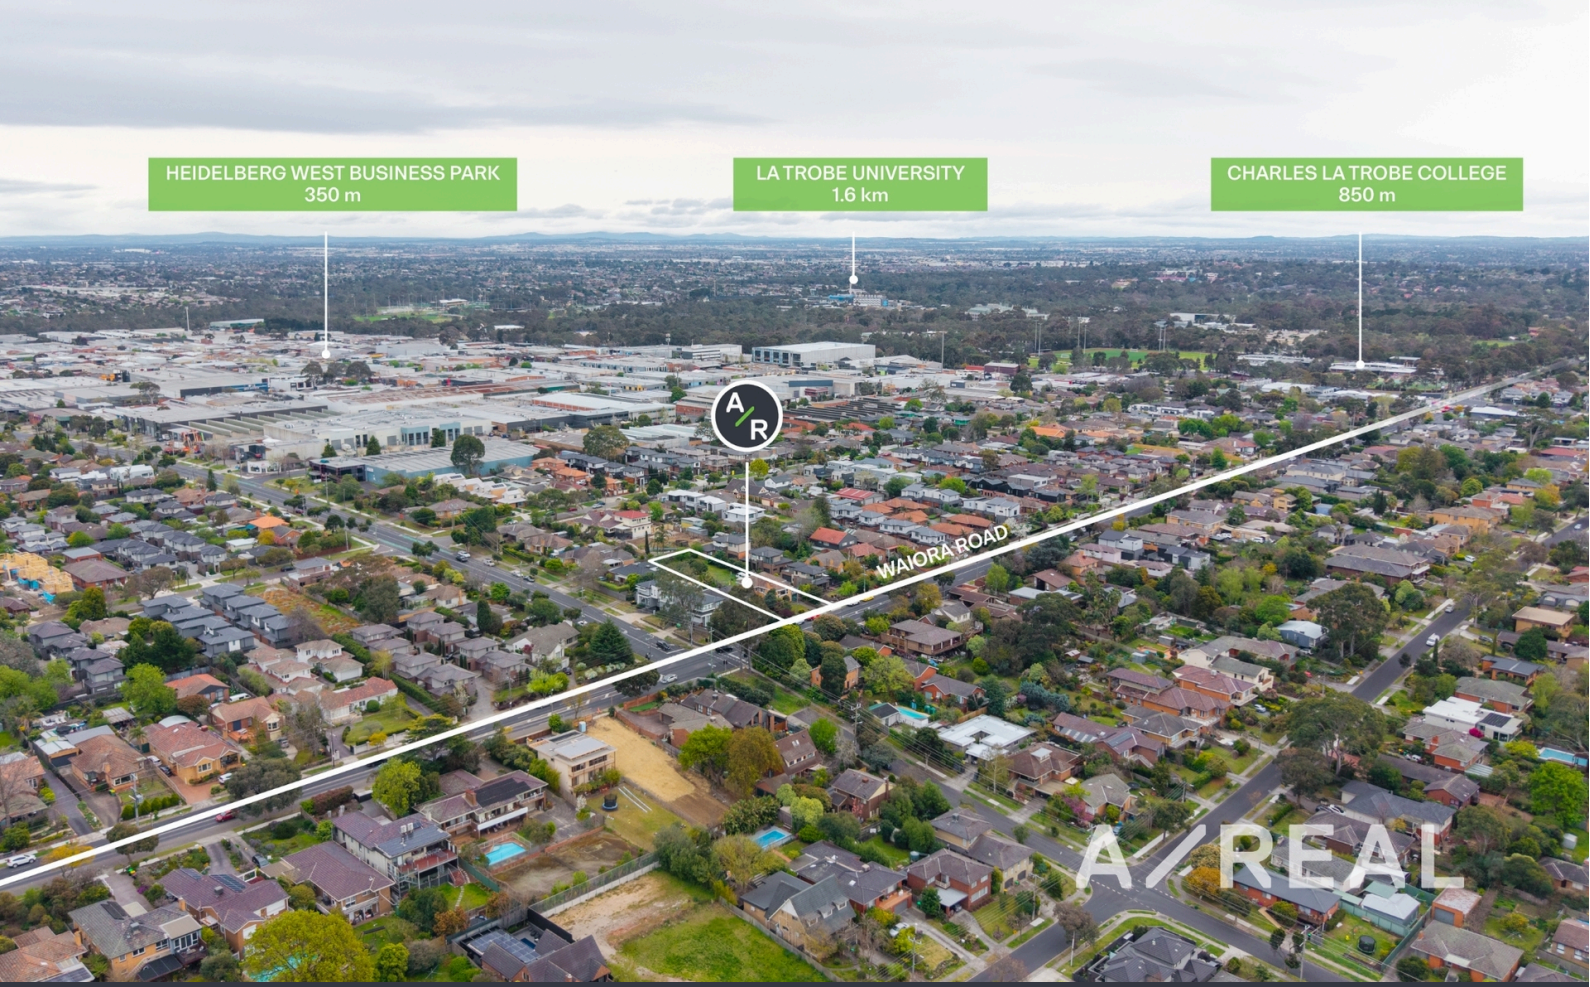 HEIDELBERG WEST BUSINESS PARK
350 m
LA TROBE UNIVERSITY
1.6 km
CHARLES LA TROBE COLLEGE
850 m
A/R
WAIORA ROAD
A/REAL